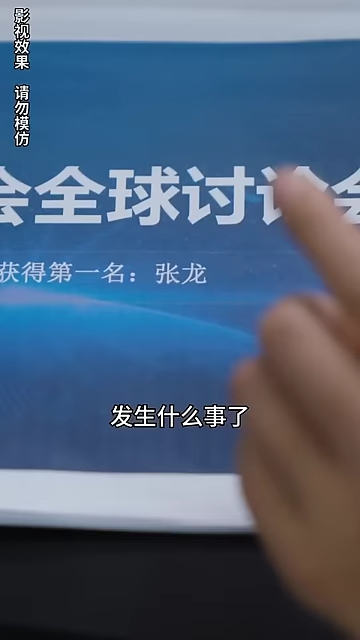 影视效果 请勿模仿
会全球讨论会
获得第一名：张龙
发生什么事了